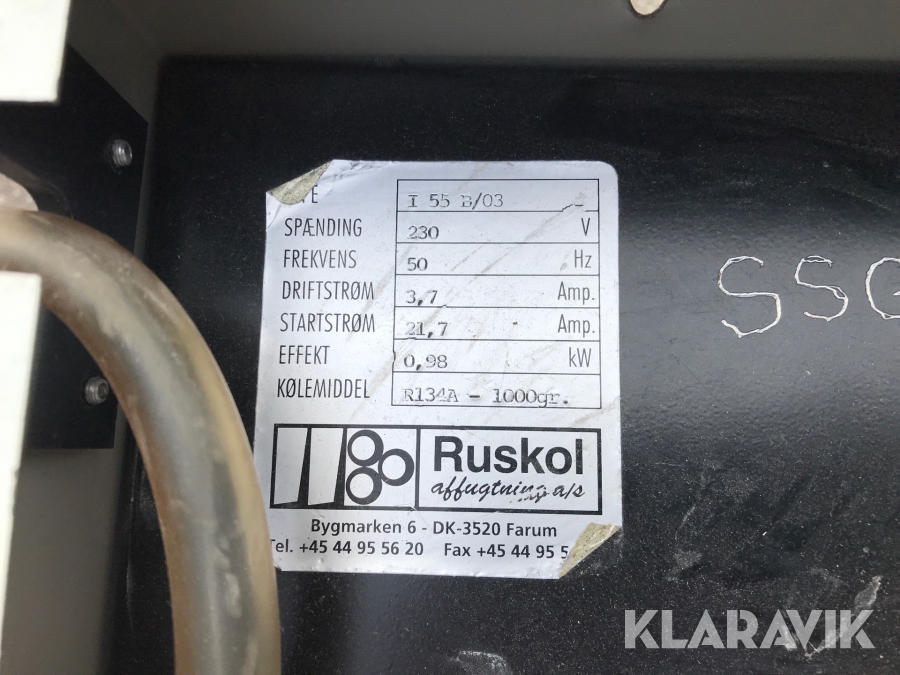 I 55 B/03
SPÆNDING 230 V
FREKVENS 50 Hz
DRIFTSTRØM 3,7 Amp.
STARTSTRØM 21,7 Amp.
EFFEKT 0,98 kW
KØLEMIDDEL R134A - 1000gr.
Ruskol
affugtning a/s
Bygmarken 6 - DK-3520 Farum
Tel. +45 44 95 56 20 Fax +45 44 95 5
SSG
KLARAVIK